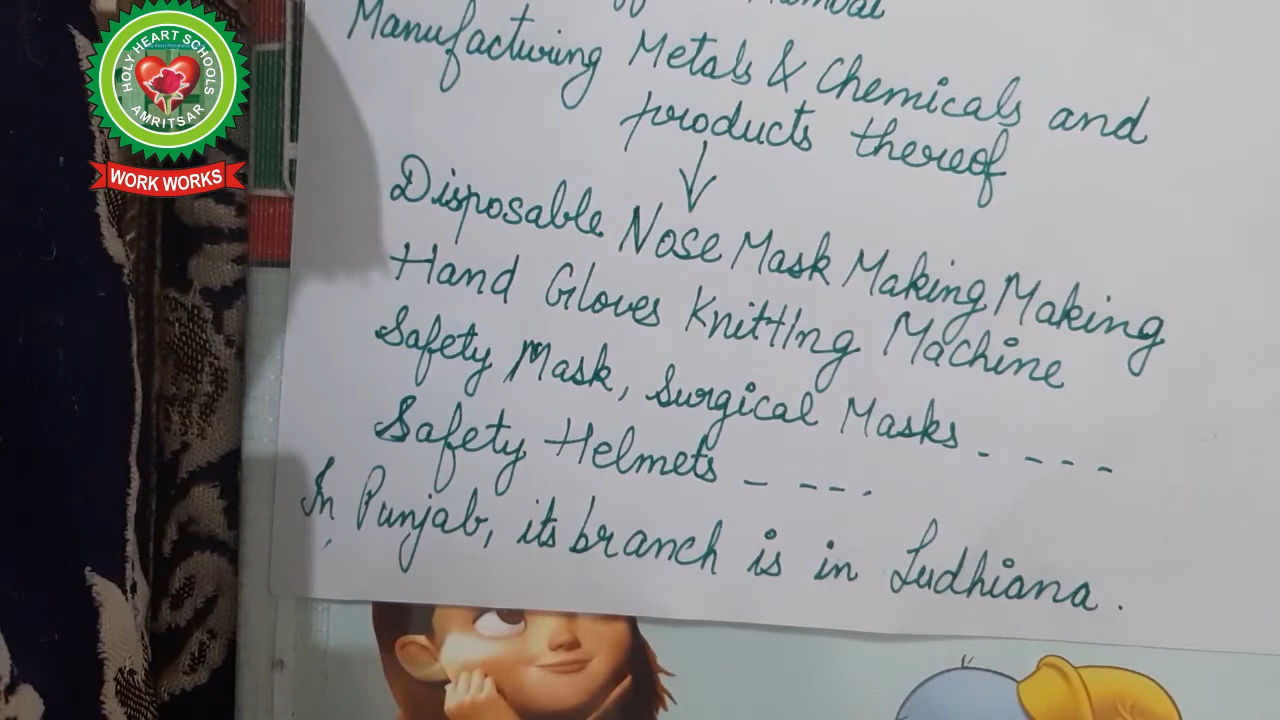 Mumbai
Manufacturing Metals & Chemicals and
products thereof
Disposable Nose Mask Making Making
Hand Gloves Knitting Machine
Safety Mask, Surgical Masks - - - -
Safety Helmets - - - - .
In Punjab, its branch is in Ludhiana .
HOLY HEART SCHOOLS
AMRITSAR
WORK WORKS